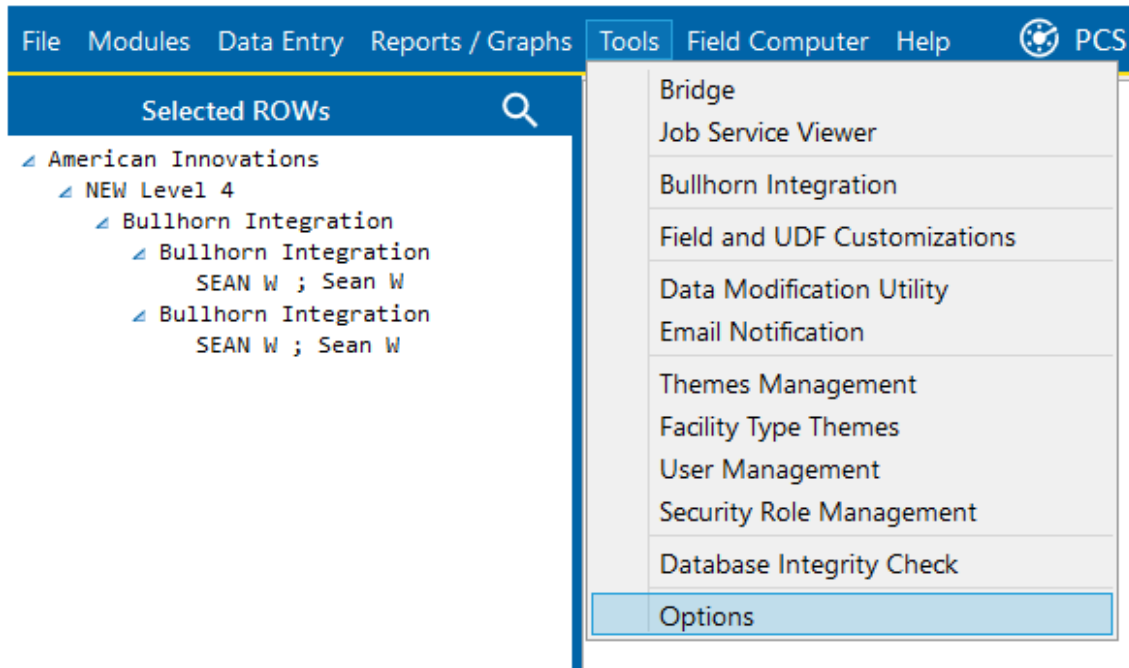 File Modules Data Entry Reports / Graphs Tools Field Computer Help PCS
Selected ROWs
American Innovations
NEW Level 4
Bullhorn Integration
Bullhorn Integration
SEAN W ; Sean W
Bullhorn Integration
SEAN W ; Sean W
Bridge
Job Service Viewer
Bullhorn Integration
Field and UDF Customizations
Data Modification Utility
Email Notification
Themes Management
Facility Type Themes
User Management
Security Role Management
Database Integrity Check
Options